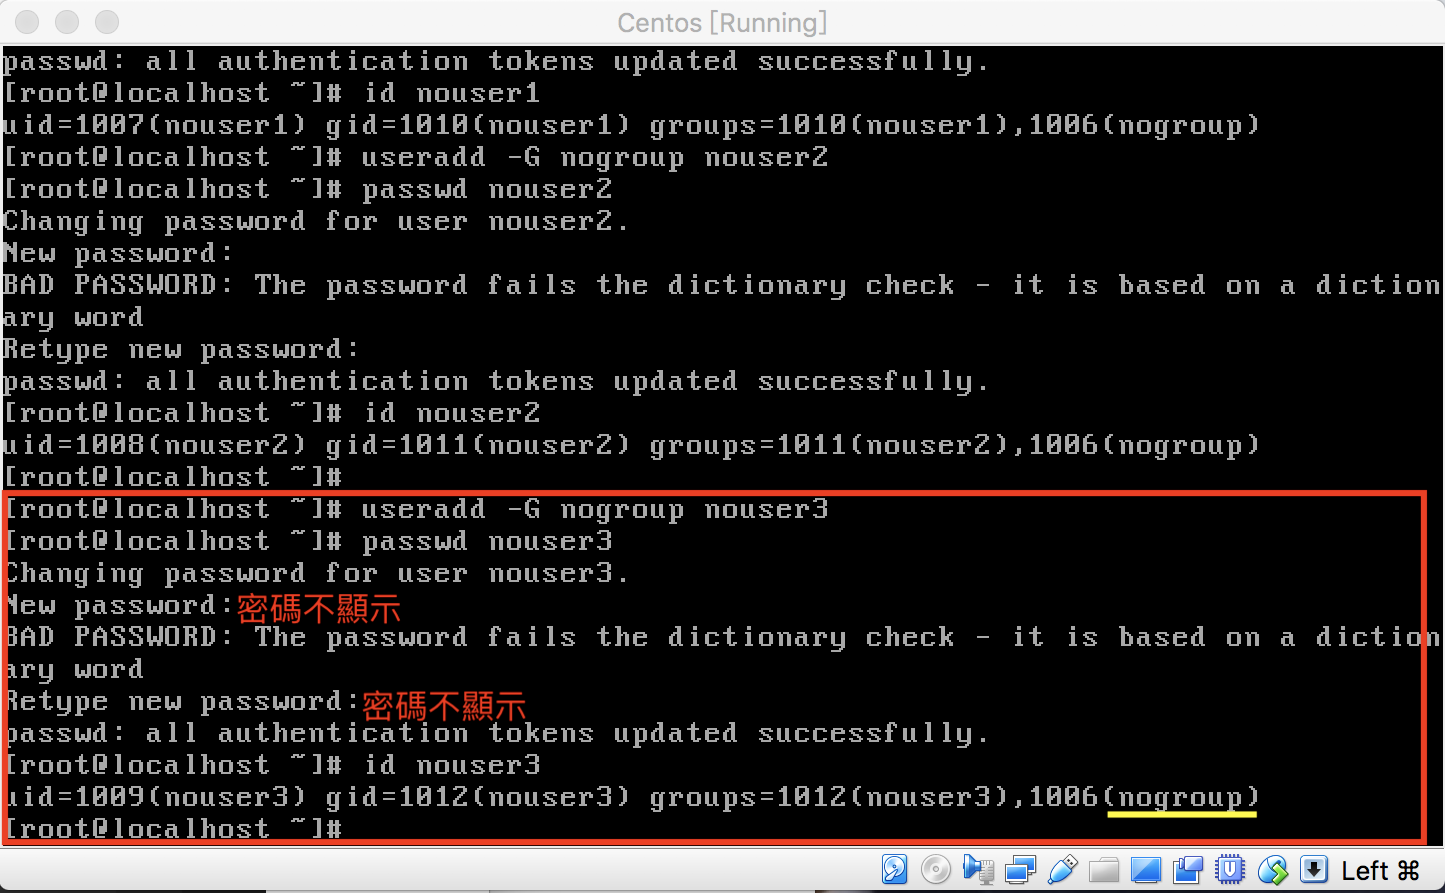 Centos [Running]
passwd: all authentication tokens updated successfully.
[root@localhost ~]# id nouser1
uid=1007(nouser1) gid=1010(nouser1) groups=1010(nouser1),1006(nogroup)
[root@localhost ~]# useradd -G nogroup nouser2
[root@localhost ~]# passwd nouser2
Changing password for user nouser2.
New password:
BAD PASSWORD: The password fails the dictionary check - it is based on a diction
ary word
Retype new password:
passwd: all authentication tokens updated successfully.
[root@localhost ~]# id nouser2
uid=1008(nouser2) gid=1011(nouser2) groups=1011(nouser2),1006(nogroup)
[root@localhost ~]#
[root@localhost ~]# useradd -G nogroup nouser3
[root@localhost ~]# passwd nouser3
Changing password for user nouser3.
New password:密碼不顯示
BAD PASSWORD: The password fails the dictionary check - it is based on a diction
ary word
Retype new password:密碼不顯示
passwd: all authentication tokens updated successfully.
[root@localhost ~]# id nouser3
uid=1009(nouser3) gid=1012(nouser3) groups=1012(nouser3),1006(nogroup)
[root@localhost ~]#
Left ⌘